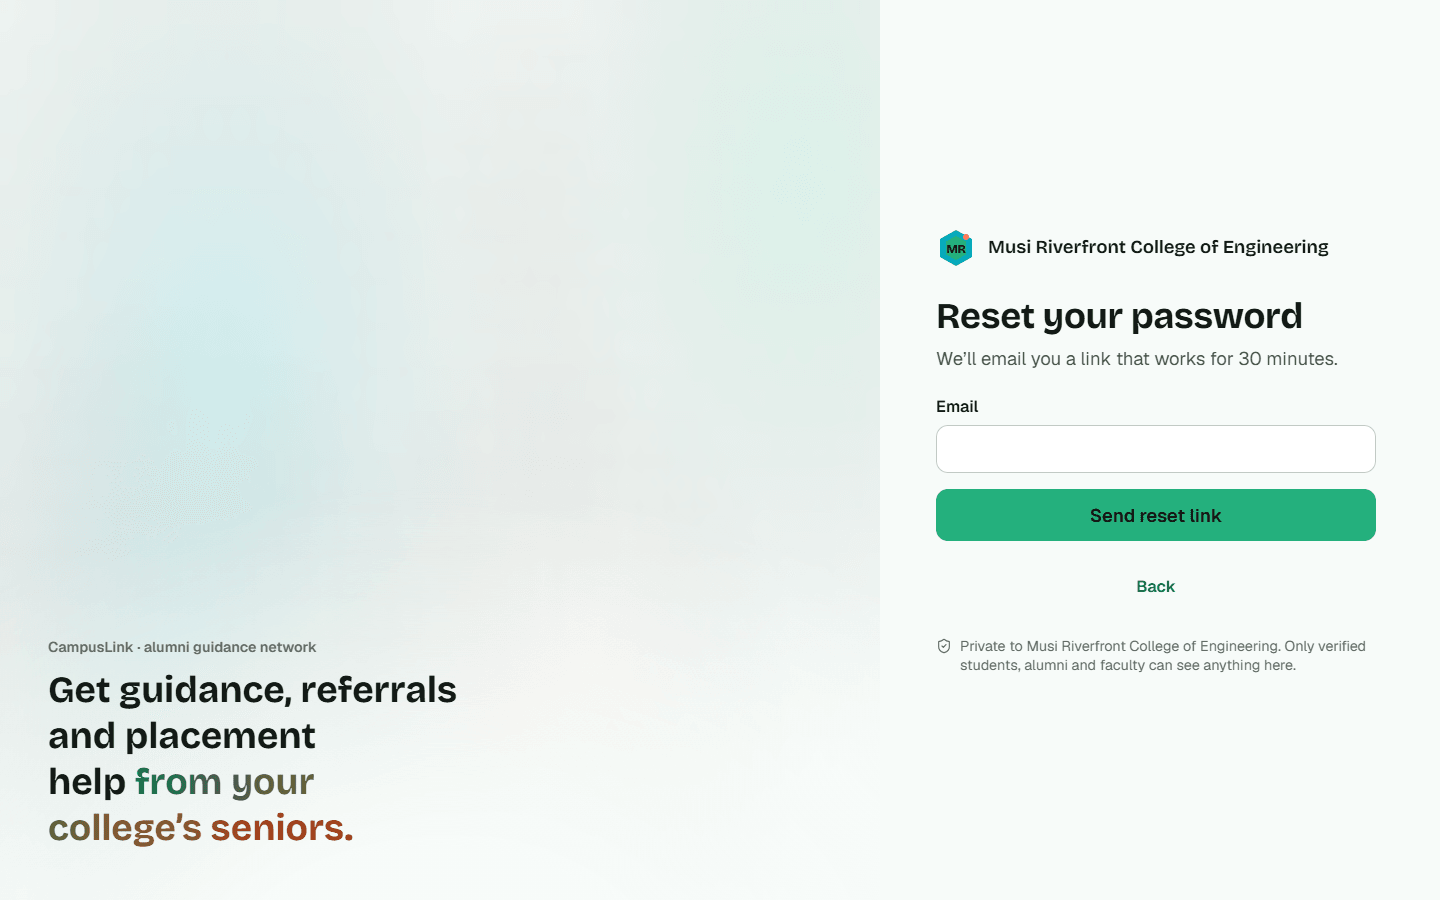 MR
Musi Riverfront College of Engineering
Reset your password
We’ll email you a link that works for 30 minutes.
Email
Send reset link
Back
Private to Musi Riverfront College of Engineering. Only verified
students, alumni and faculty can see anything here.
CampusLink · alumni guidance network
Get guidance, referrals
and placement
help from your
college’s seniors.